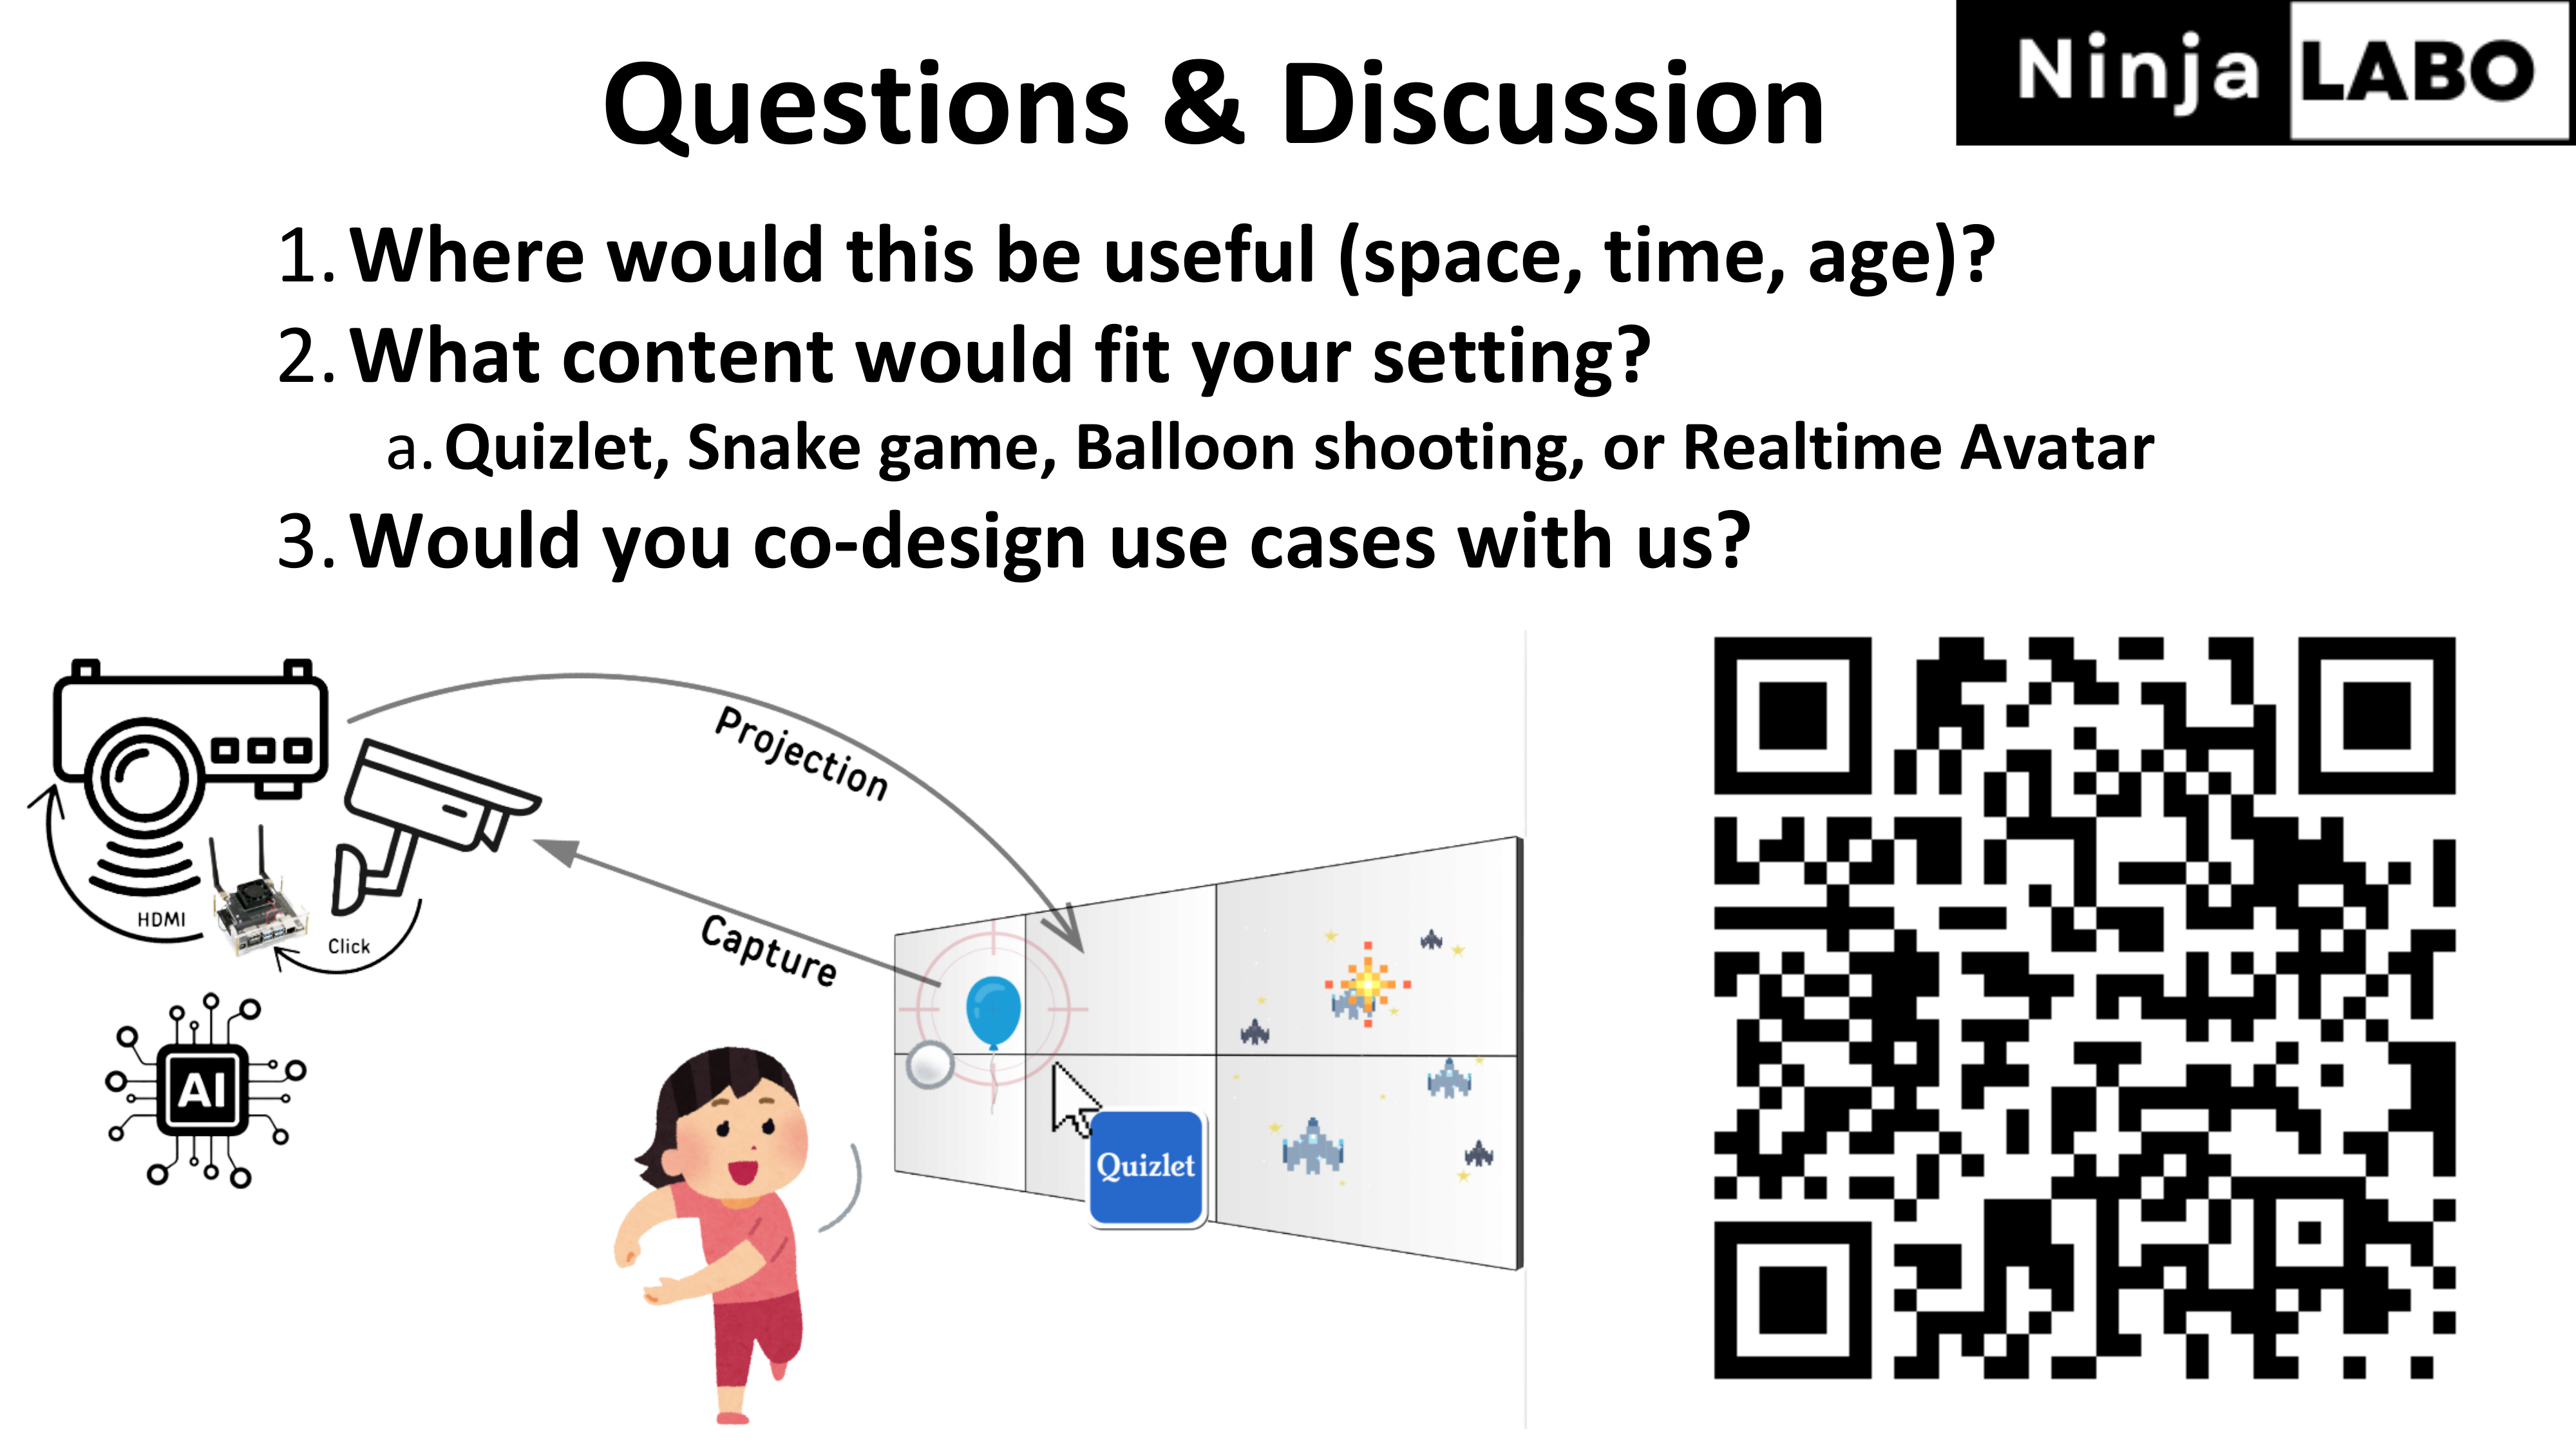 Questions & Discussion
Ninja LABO
1. Where would this be useful (space, time, age)?
2. What content would fit your setting?
a. Quizlet, Snake game, Balloon shooting, or Realtime Avatar
3. Would you co-design use cases with us?
Projection
Capture
HDMI
Click
AI
Quizlet